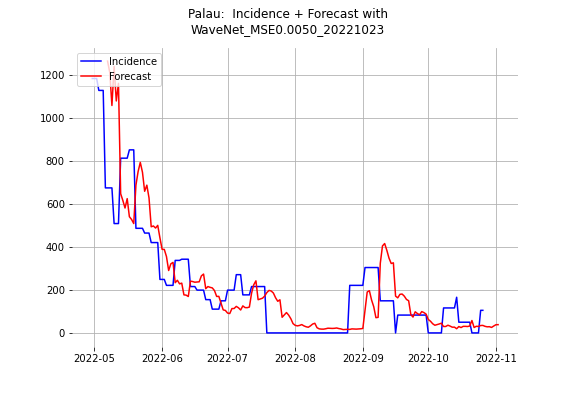 Palau:  Incidence + Forecast with
WaveNet_MSE0.0050_20221023
Incidence
Forecast
1200
1000
800
600
400
200
0
2022-05 2022-06 2022-07 2022-08 2022-09 2022-10 2022-11